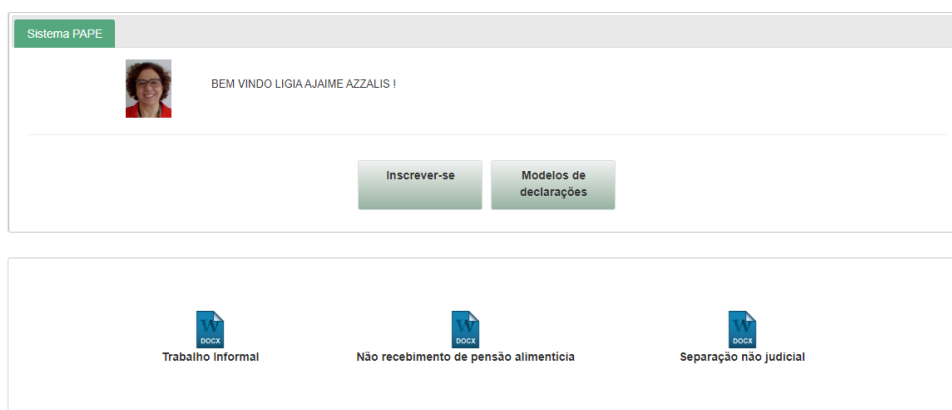 Sistema PAPE
BEM VINDO LIGIA AJAIME AZZALIS !
Inscrever-se
Modelos de
declarações
W
DOCX
Trabalho Informal
W
DOCX
Não recebimento de pensão alimentícia
W
DOCX
Separação não judicial